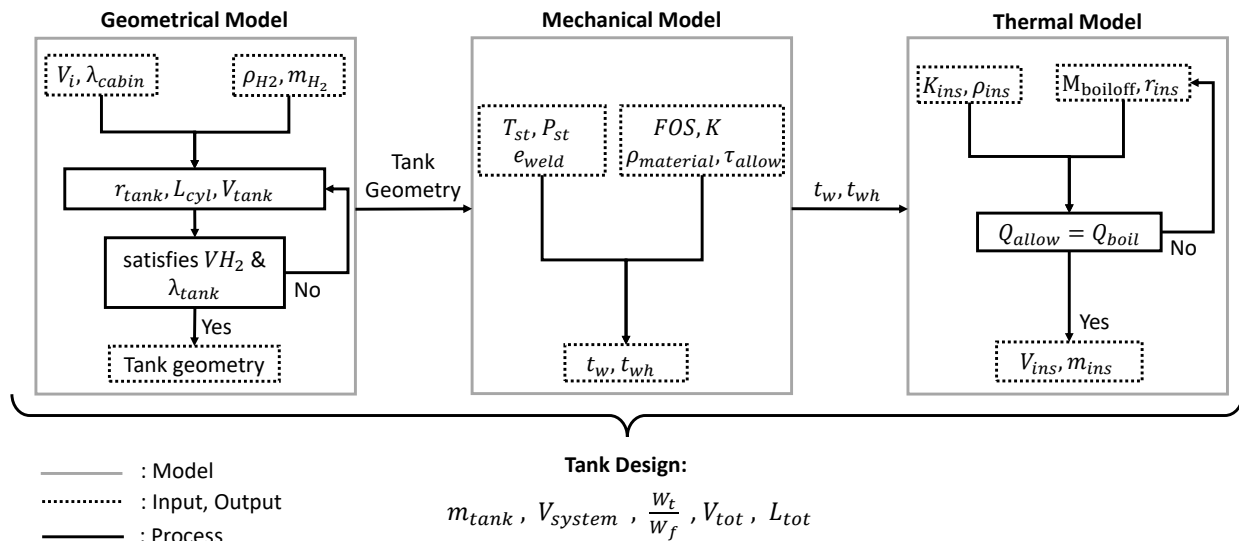 Geometrical Model
V_i, λ_cabin
ρ_H2, m_H₂
r_tank, L_cyl, V_tank
satisfies VH₂ &
λ_tank
No
Yes
Tank geometry
Tank
Geometry
Mechanical Model
T_st, P_st
e_weld
FOS, K
ρ_material, τ_allow
t_w, t_wh
t_w, t_wh
Thermal Model
K_ins, ρ_ins
M_boiloff, r_ins
Q_allow = Q_boil
No
Yes
V_ins, m_ins
Tank Design:
m_tank , V_system , W_t/W_f , V_tot , L_tot
: Model
: Input, Output
: Process